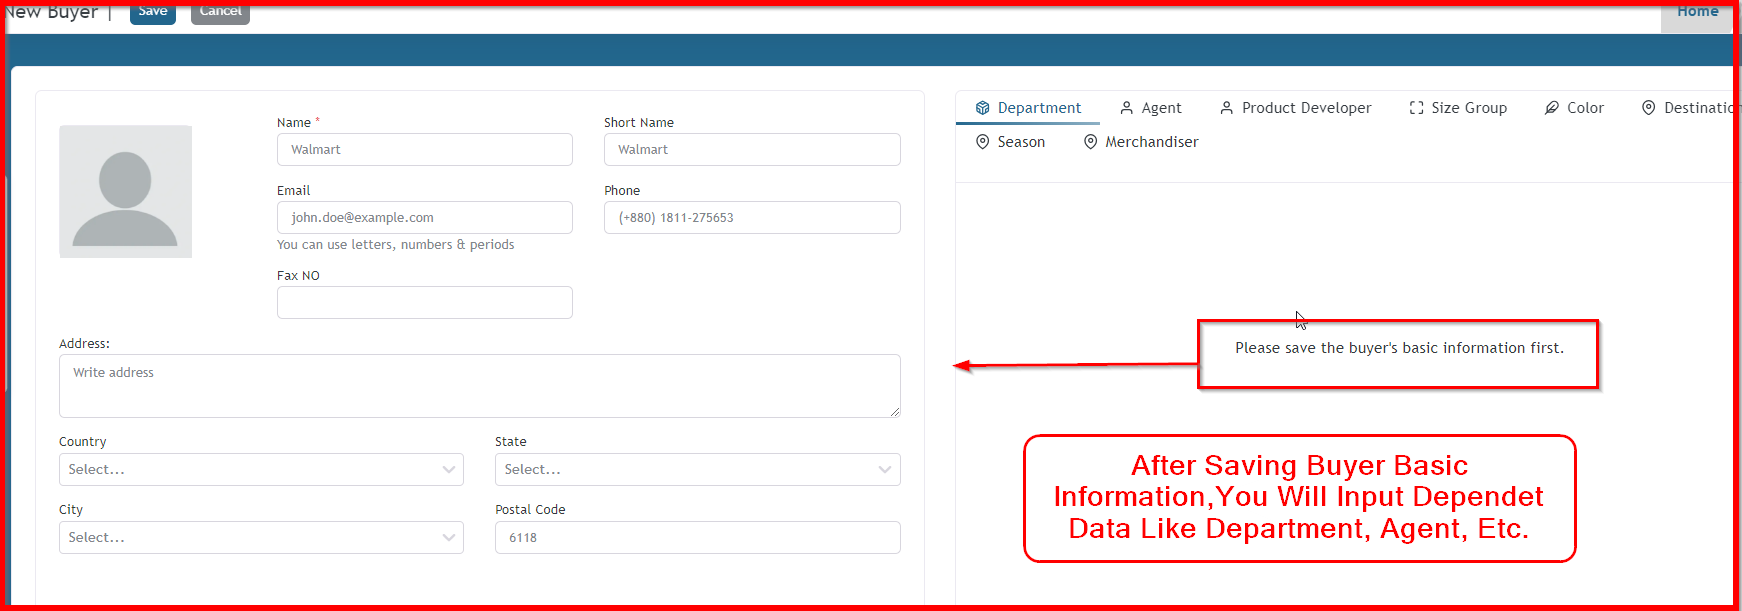 New Buyer | Save Cancel Home
Department Agent Product Developer Size Group Color Destinatio
Season Merchandiser
Name * Short Name
Walmart Walmart
Email Phone
john.doe@example.com (+880) 1811-275653
You can use letters, numbers & periods
Fax NO
Address:
Write address
Country State
Select... Select...
City Postal Code
Select... 6118
Please save the buyer's basic information first.
After Saving Buyer Basic
Information,You Will Input Dependet
Data Like Department, Agent, Etc.